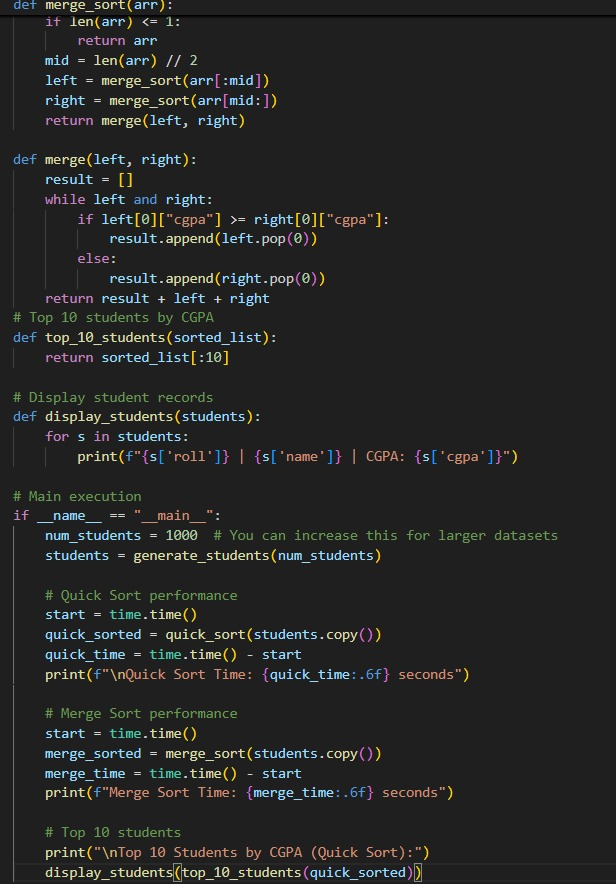 def merge_sort(arr):
    if len(arr) <= 1:
        return arr
    mid = len(arr) // 2
    left = merge_sort(arr[:mid])
    right = merge_sort(arr[mid:])
    return merge(left, right)

def merge(left, right):
    result = []
    while left and right:
        if left[0]["cgpa"] >= right[0]["cgpa"]:
            result.append(left.pop(0))
        else:
            result.append(right.pop(0))
    return result + left + right
# Top 10 students by CGPA
def top_10_students(sorted_list):
    return sorted_list[:10]

# Display student records
def display_students(students):
    for s in students:
        print(f"{s['roll']} | {s['name']} | CGPA: {s['cgpa']}")

# Main execution
if __name__ == "__main__":
    num_students = 1000  # You can increase this for larger datasets
    students = generate_students(num_students)

    # Quick Sort performance
    start = time.time()
    quick_sorted = quick_sort(students.copy())
    quick_time = time.time() - start
    print(f"\nQuick Sort Time: {quick_time:.6f} seconds")

    # Merge Sort performance
    start = time.time()
    merge_sorted = merge_sort(students.copy())
    merge_time = time.time() - start
    print(f"Merge Sort Time: {merge_time:.6f} seconds")

    # Top 10 students
    print("\nTop 10 Students by CGPA (Quick Sort):")
    display_students(top_10_students(quick_sorted))